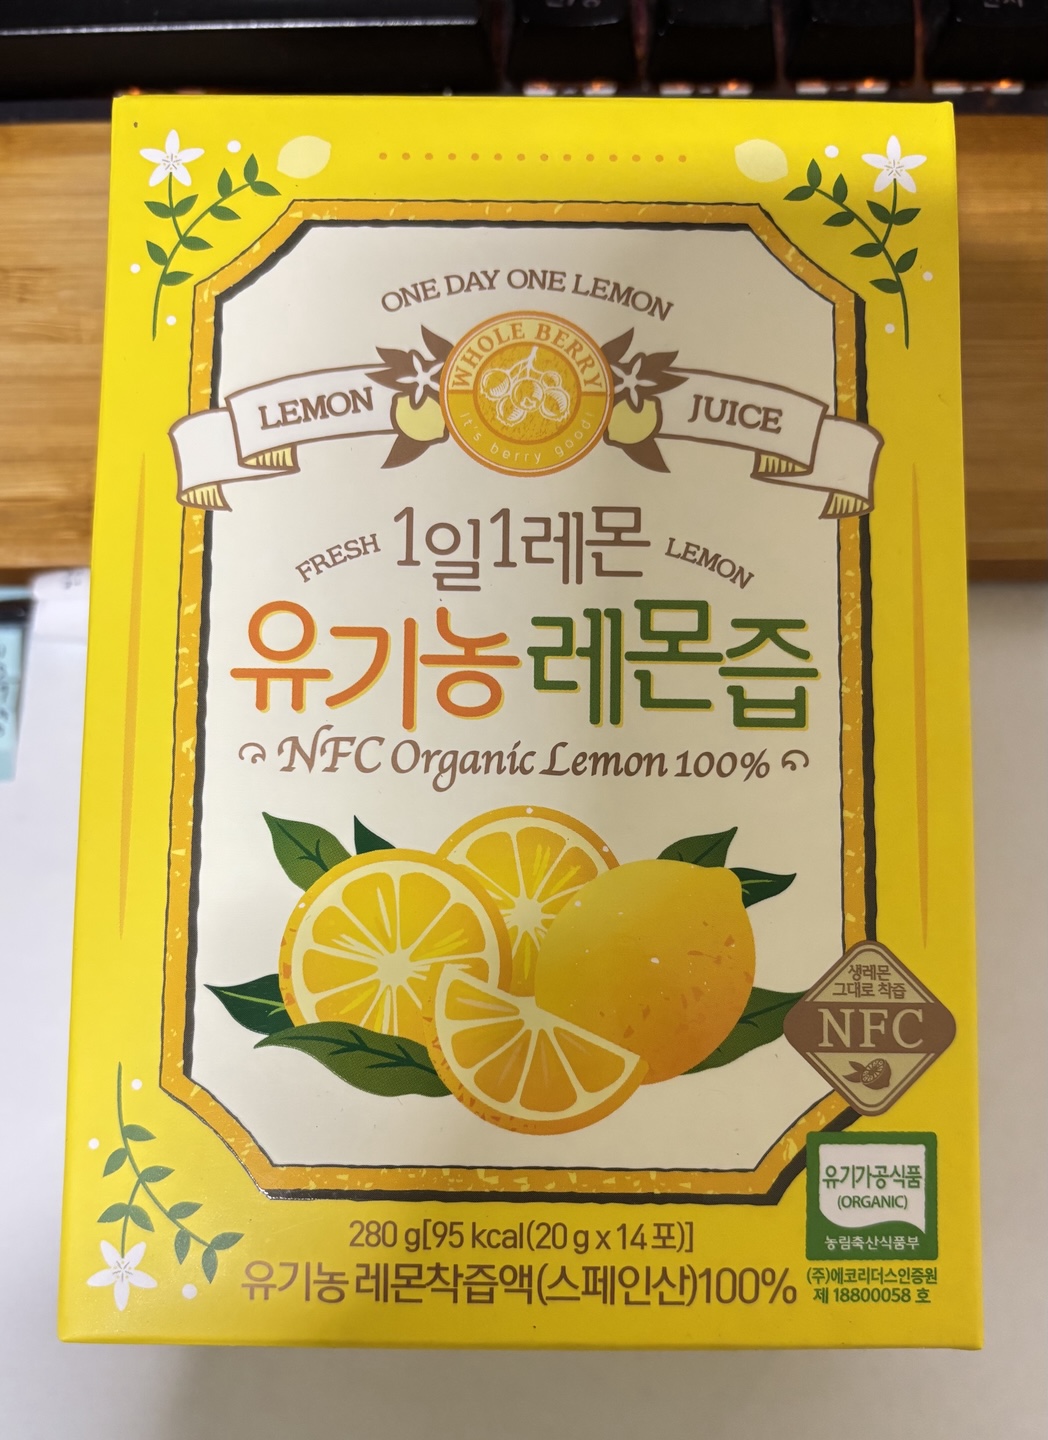 ONE DAY ONE LEMON
WHOLE BERRY
it's berry good!
LEMON JUICE
FRESH 1일1레몬 LEMON
유기농 레몬즙
NFC Organic Lemon 100%
생레몬
그대로 착즙
NFC
유기가공식품
(ORGANIC)
농림축산식품부
(주)에코리더스인증원
제 18800058 호
280 g[95 kcal(20 g x 14 포)]
유기농 레몬착즙액(스페인산)100%